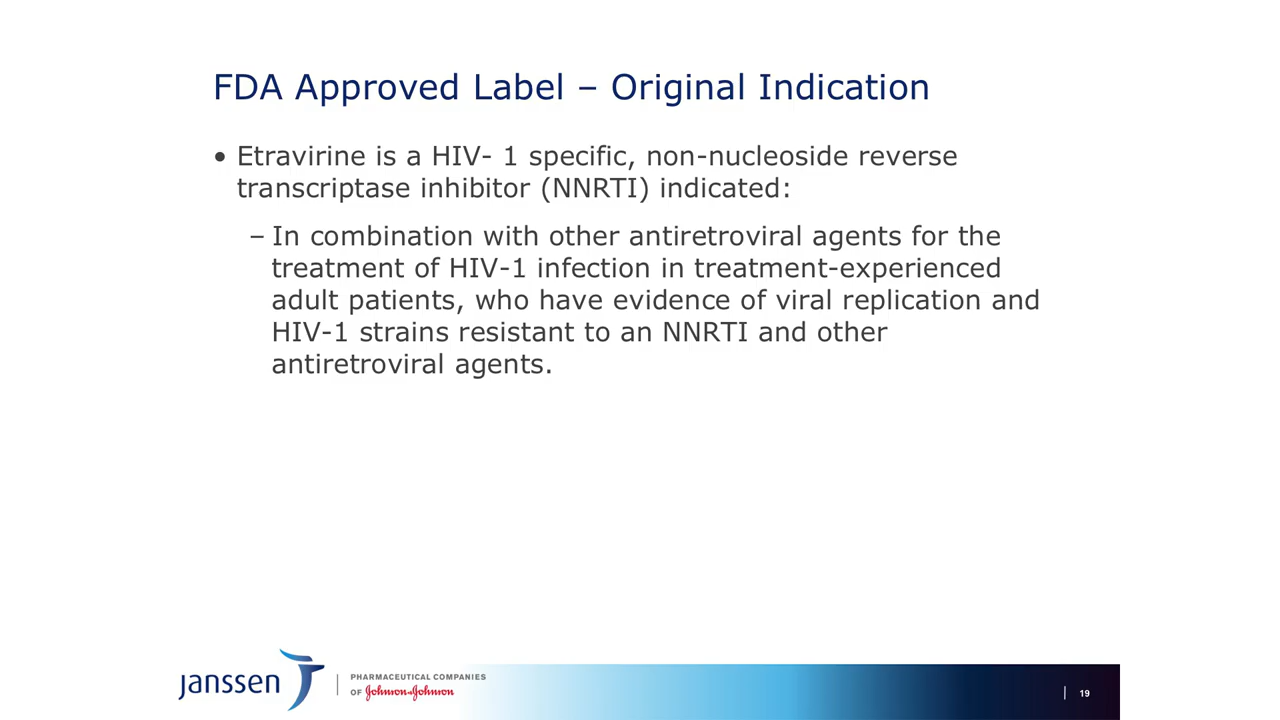 FDA Approved Label – Original Indication
• Etravirine is a HIV- 1 specific, non-nucleoside reverse
transcriptase inhibitor (NNRTI) indicated:
– In combination with other antiretroviral agents for the
treatment of HIV-1 infection in treatment-experienced
adult patients, who have evidence of viral replication and
HIV-1 strains resistant to an NNRTI and other
antiretroviral agents.
janssen
PHARMACEUTICAL COMPANIES
OF Johnson & Johnson
19